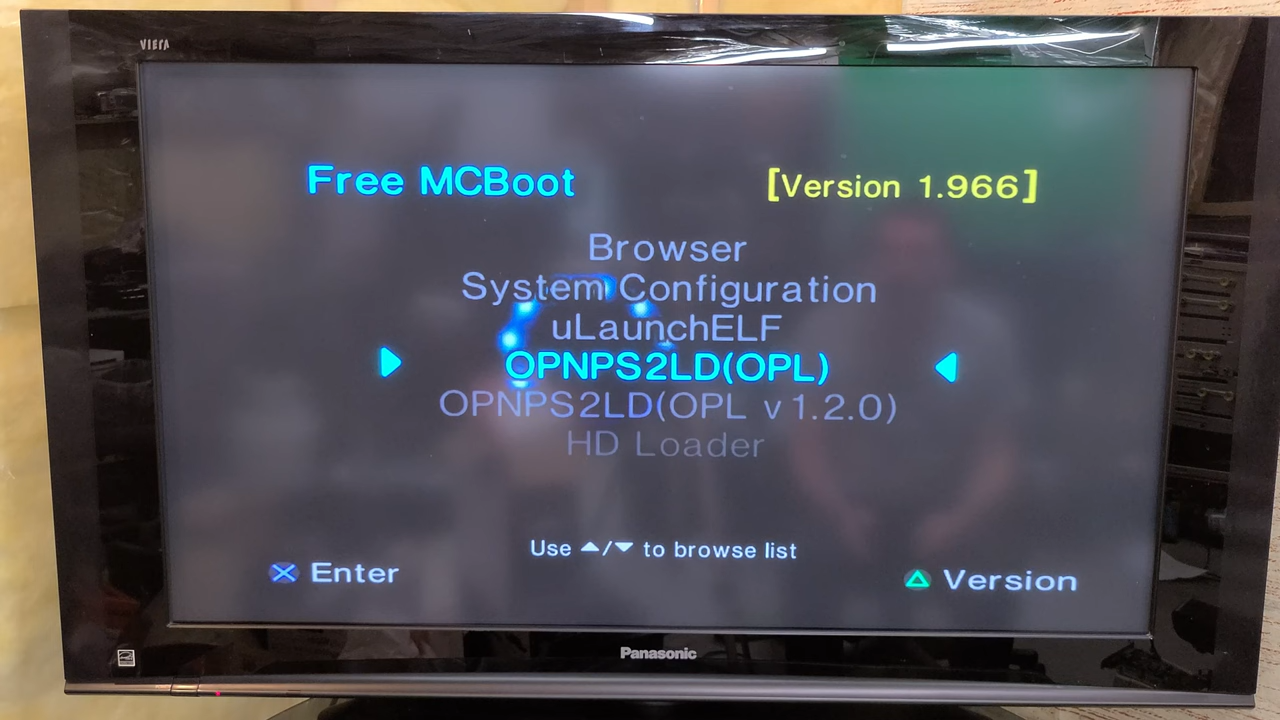 VIERA
Free MCBoot [Version 1.966]
Browser
System Configuration
uLaunchELF
OPNPS2LD(OPL)
OPNPS2LD(OPL v1.2.0)
HD Loader
Use ▲/▼ to browse list
Enter
Version
Panasonic